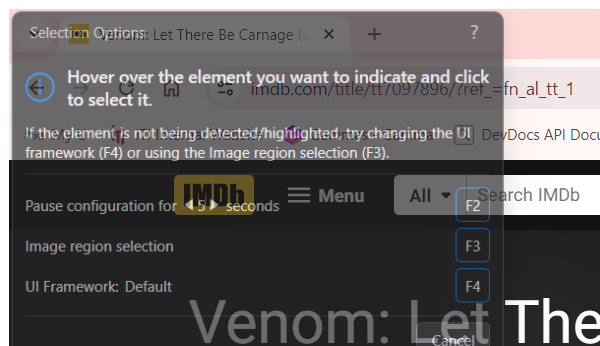 Selection Options
?
Venom: Let There Be Carnage (2
Hover over the element you want to indicate and click
to select it.
imdb.com/title/tt7097896/?ref_=fn_al_tt_1
If the element is not being detected/highlighted, try changing the UI
framework (F4) or using the Image region selection (F3).
DevDocs API Docu
IMDb
Menu
All
Search IMDb
Pause configuration for 5 seconds
F2
Image region selection
F3
UI Framework: Default
F4
Venom: Let The
Cancel